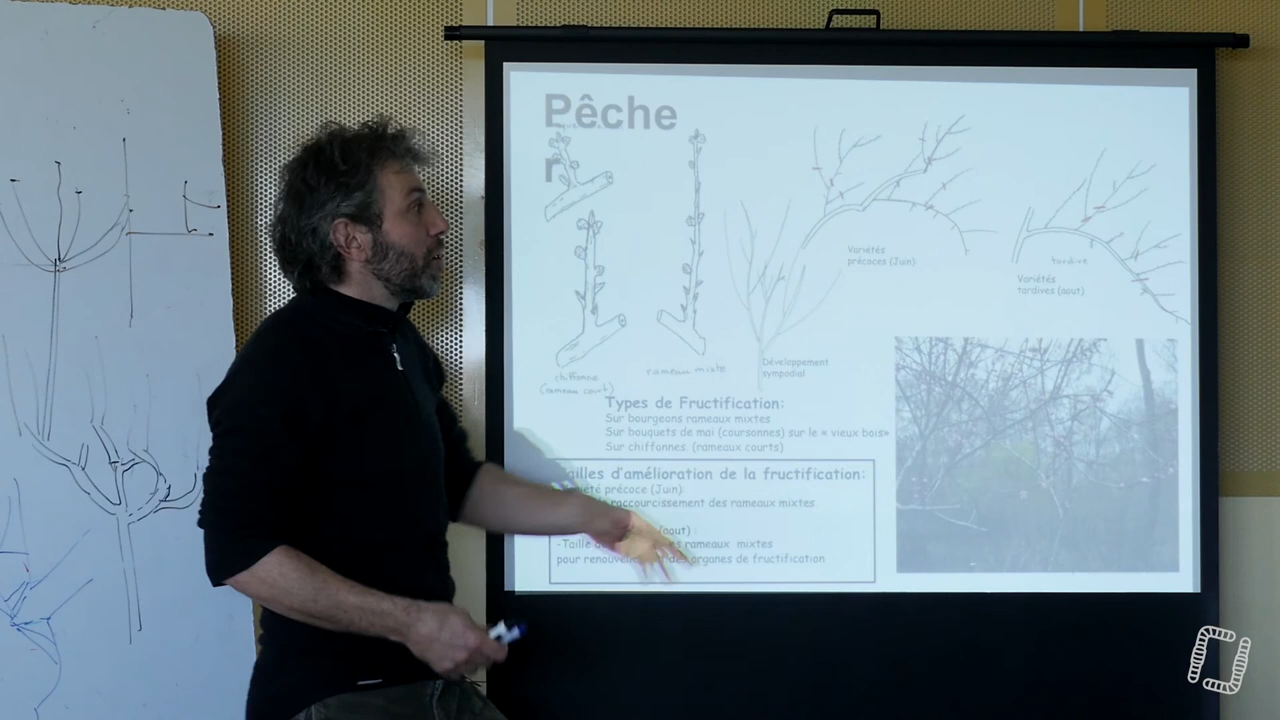 Pêche
r
chiffonne
(rameau court)
rameau mixte
Développement
sympodial
Variétés
précoces (Juin)
tardive
Variétés
tardives (aout)
Types de Fructification:
Sur bourgeons rameaux mixtes
Sur bouquets de mai (coursonnes) sur le « vieux bois»
Sur chiffonnes. (rameaux courts)
Tailles d'amélioration de la fructification:
précoce (Juin):
raccourcissement des rameaux mixtes.
(aout) :
-Taille rameaux mixtes
pour des organes de fructification